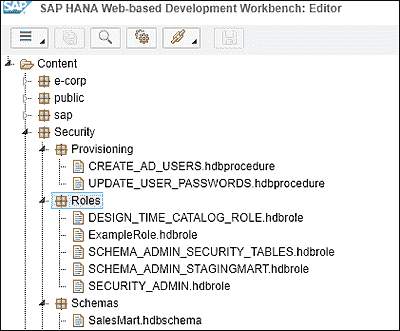 SAP SAP HANA Web-based Development Workbench: Editor
Content
e-corp
public
sap
Security
Provisioning
CREATE_AD_USERS.hdbprocedure
UPDATE_USER_PASSWORDS.hdbprocedure
Roles
DESIGN_TIME_CATALOG_ROLE.hdbrole
ExampleRole.hdbrole
SCHEMA_ADMIN_SECURITY_TABLES.hdbrole
SCHEMA_ADMIN_STAGINGMART.hdbrole
SECURITY_ADMIN.hdbrole
Schemas
SalesMart.hdbschema